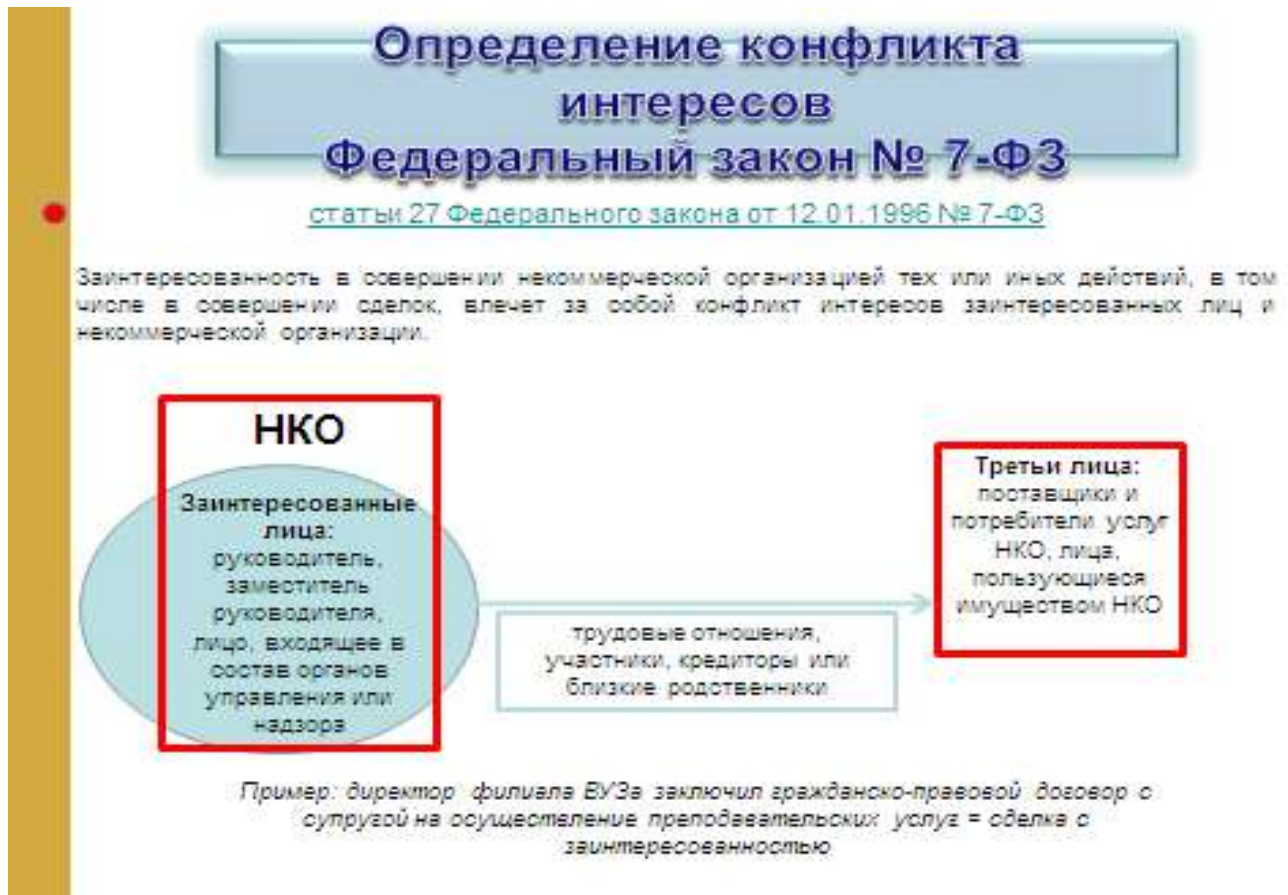 Определение конфликта
интересов
Федеральный закон № 7-ФЗ
статьи 27 Федерального закона от 12.01.1996 № 7-ФЗ
Заинтересованность в совершении некоммерческой организацией тех или иных действий, в том
числе в совершении сделок, влечет за собой конфликт интересов заинтересованных лиц и
некоммерческой организации.
НКО
Заинтересованные
лица:
руководитель,
заместитель
руководителя,
лицо, входящее в
состав органов
управления или
надзора
трудовые отношения,
участники, кредиторы или
близкие родственники
Третьи лица:
поставщики и
потребители услуг
НКО, лица,
пользующиеся
имуществом НКО
Пример: директор филиала ВУЗа заключил гражданско-правовой договор с
супругой на осуществление преподавательских услуг = сделка с
заинтересованностью